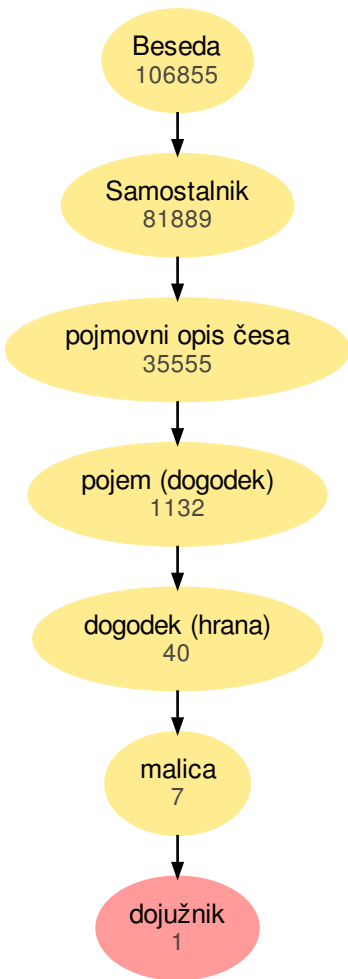 Beseda
106855
Samostalnik
81889
pojmovni opis česa
35555
pojem (dogodek)
1132
dogodek (hrana)
40
malica
7
dojužnik
1